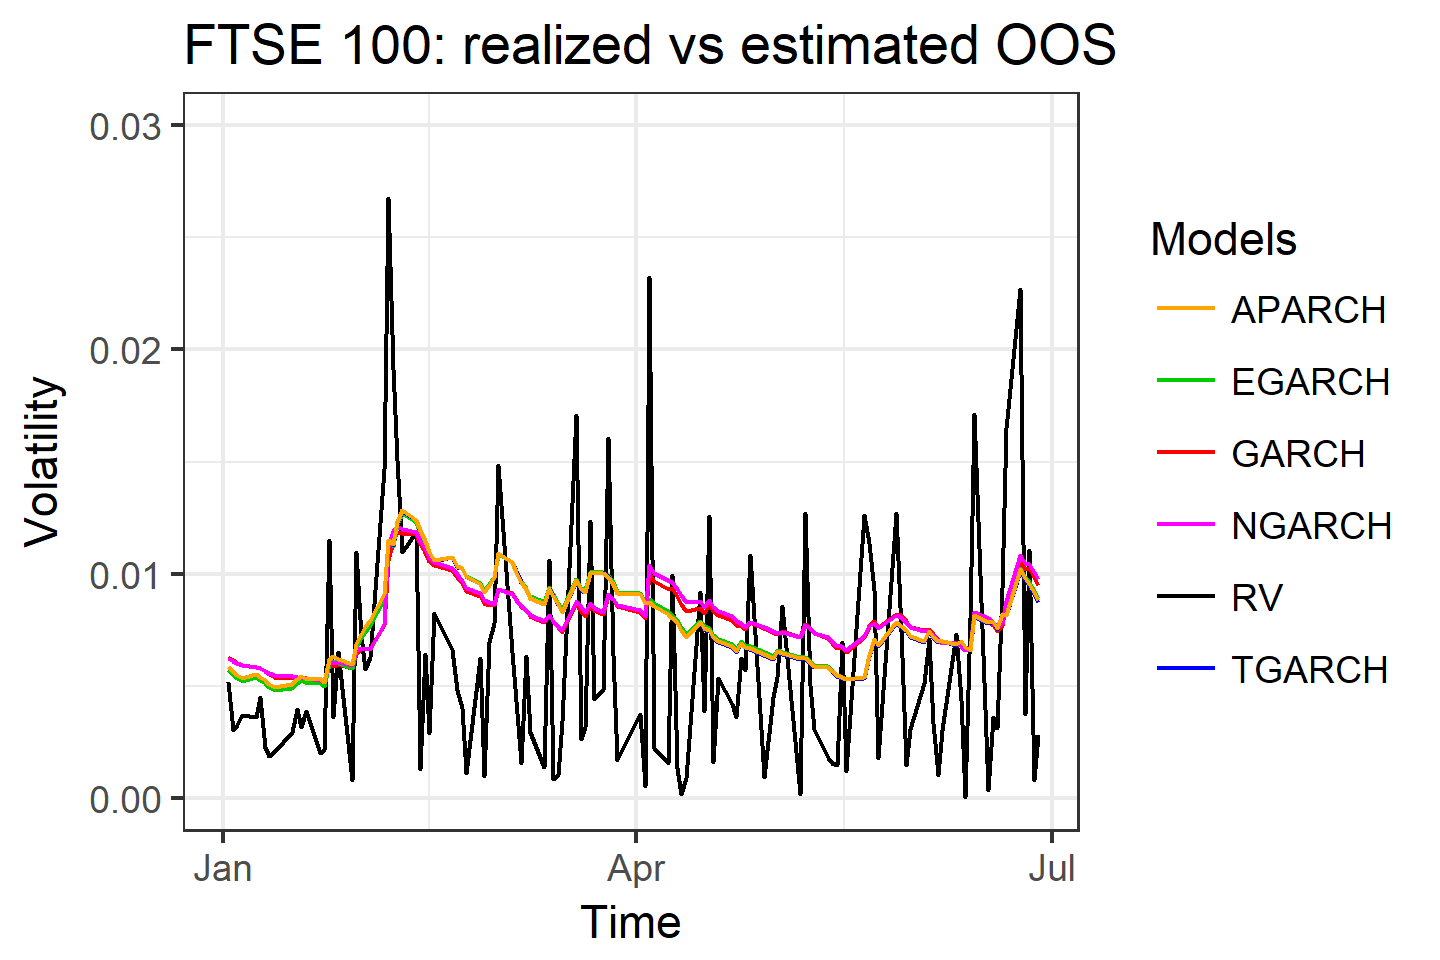 FTSE 100: realized vs estimated OOS
0.03
0.02
0.01
0.00
Volatility
Jan
Apr
Jul
Time
Models
APARCH
EGARCH
GARCH
NGARCH
RV
TGARCH